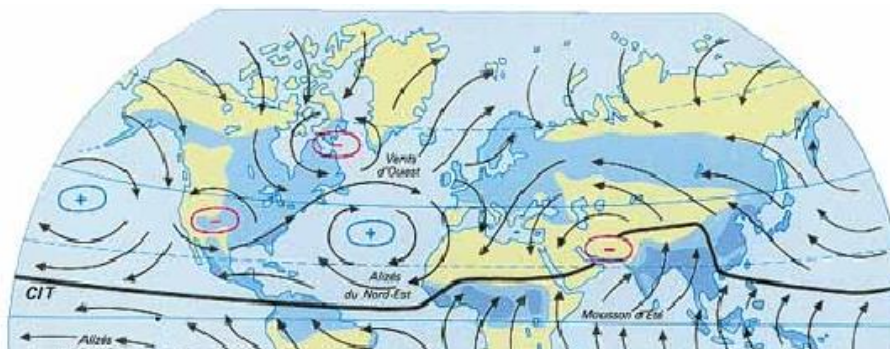 Vents
d'Ouest
+
-
-
+
-
Alizés
du Nord-Est
CIT
Mousson d'Eté
Alizés